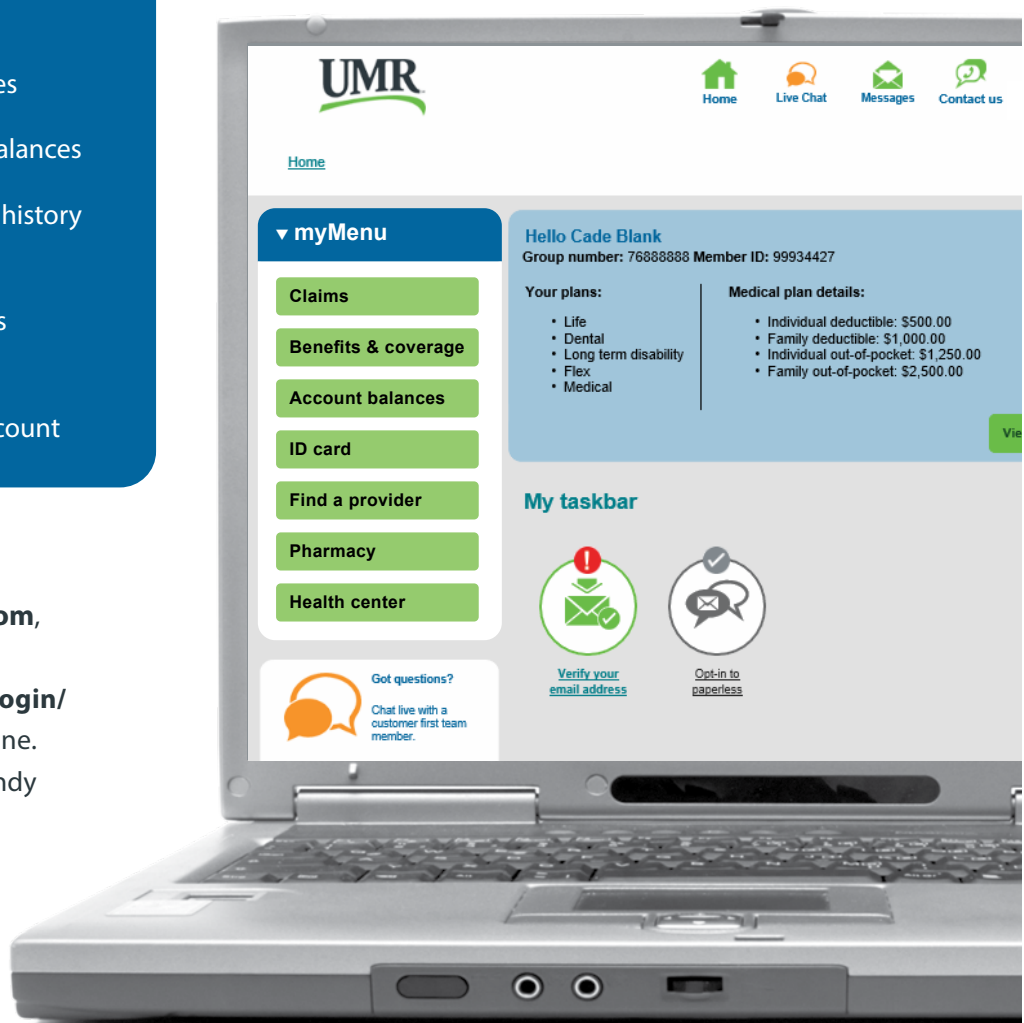 es
alances
history
s
count
om,
ogin/
ne.
ndy
UMR
Home
Live Chat
Messages
Contact us
Home
myMenu
Claims
Benefits & coverage
Account balances
ID card
Find a provider
Pharmacy
Health center
Got questions?
Chat live with a
customer first team
member.
Hello Cade Blank
Group number: 76888888 Member ID: 99934427
Your plans:
• Life
• Dental
• Long term disability
• Flex
• Medical
Medical plan details:
• Individual deductible: $500.00
• Family deductible: $1,000.00
• Individual out-of-pocket: $1,250.00
• Family out-of-pocket: $2,500.00
Vie
My taskbar
Verify your
email address
Opt-in to
paperless